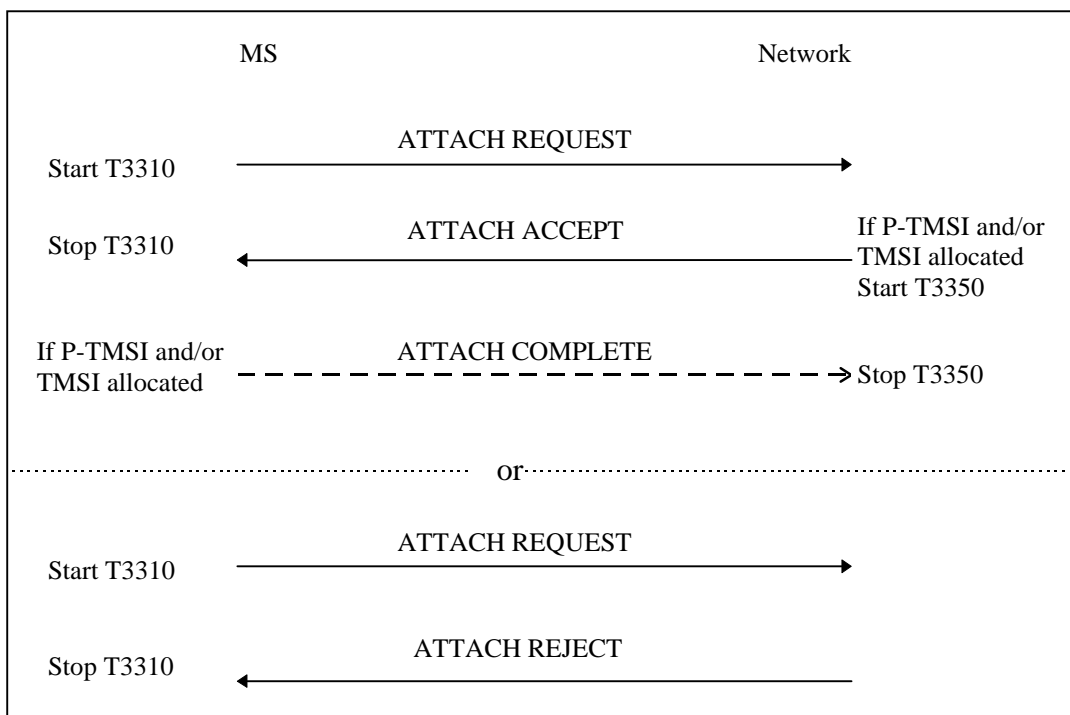 MS
Network
ATTACH REQUEST
Start T3310
ATTACH ACCEPT
Stop T3310
If P-TMSI and/or
TMSI allocated
Start T3350
If P-TMSI and/or
TMSI allocated
ATTACH COMPLETE
Stop T3350
or
ATTACH REQUEST
Start T3310
ATTACH REJECT
Stop T3310